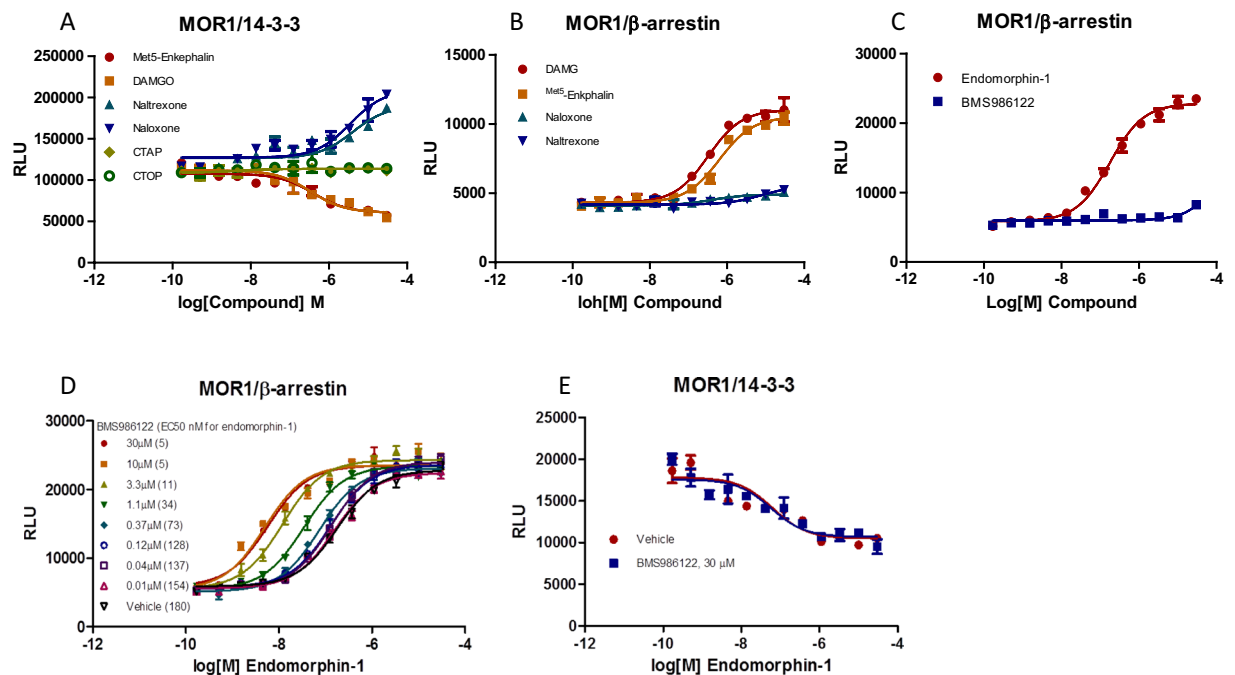 A
MOR1/14-3-3
250000
200000
150000
100000
50000
0
RLU
Met5-Enkephalin
DAMGO
Naltrexone
Naloxone
CTAP
CTOP
-12 -10 -8 -6 -4
log[Compound] M
B
MOR1/β-arrestin
15000
10000
5000
0
RLU
DAMG
Met5-Enkphalin
Naloxone
Naltrexone
-12 -10 -8 -6 -4
loh[M] Compound
C
MOR1/β-arrestin
30000
20000
10000
0
RLU
Endomorphin-1
BMS986122
-12 -10 -8 -6 -4
Log[M] Compound
D
MOR1/β-arrestin
30000
20000
10000
0
RLU
BMS986122 (EC50 nM for endomorphin-1)
30μM (5)
10μM (5)
3.3μM (11)
1.1μM (34)
0.37μM (73)
0.12μM (128)
0.04μM (137)
0.01μM (154)
Vehicle (180)
-12 -10 -8 -6 -4
log[M] Endomorphin-1
E
MOR1/14-3-3
25000
20000
15000
10000
5000
0
RLU
Vehicle
BMS986122, 30 μM
-12 -10 -8 -6 -4
log[M] Endomorphin-1